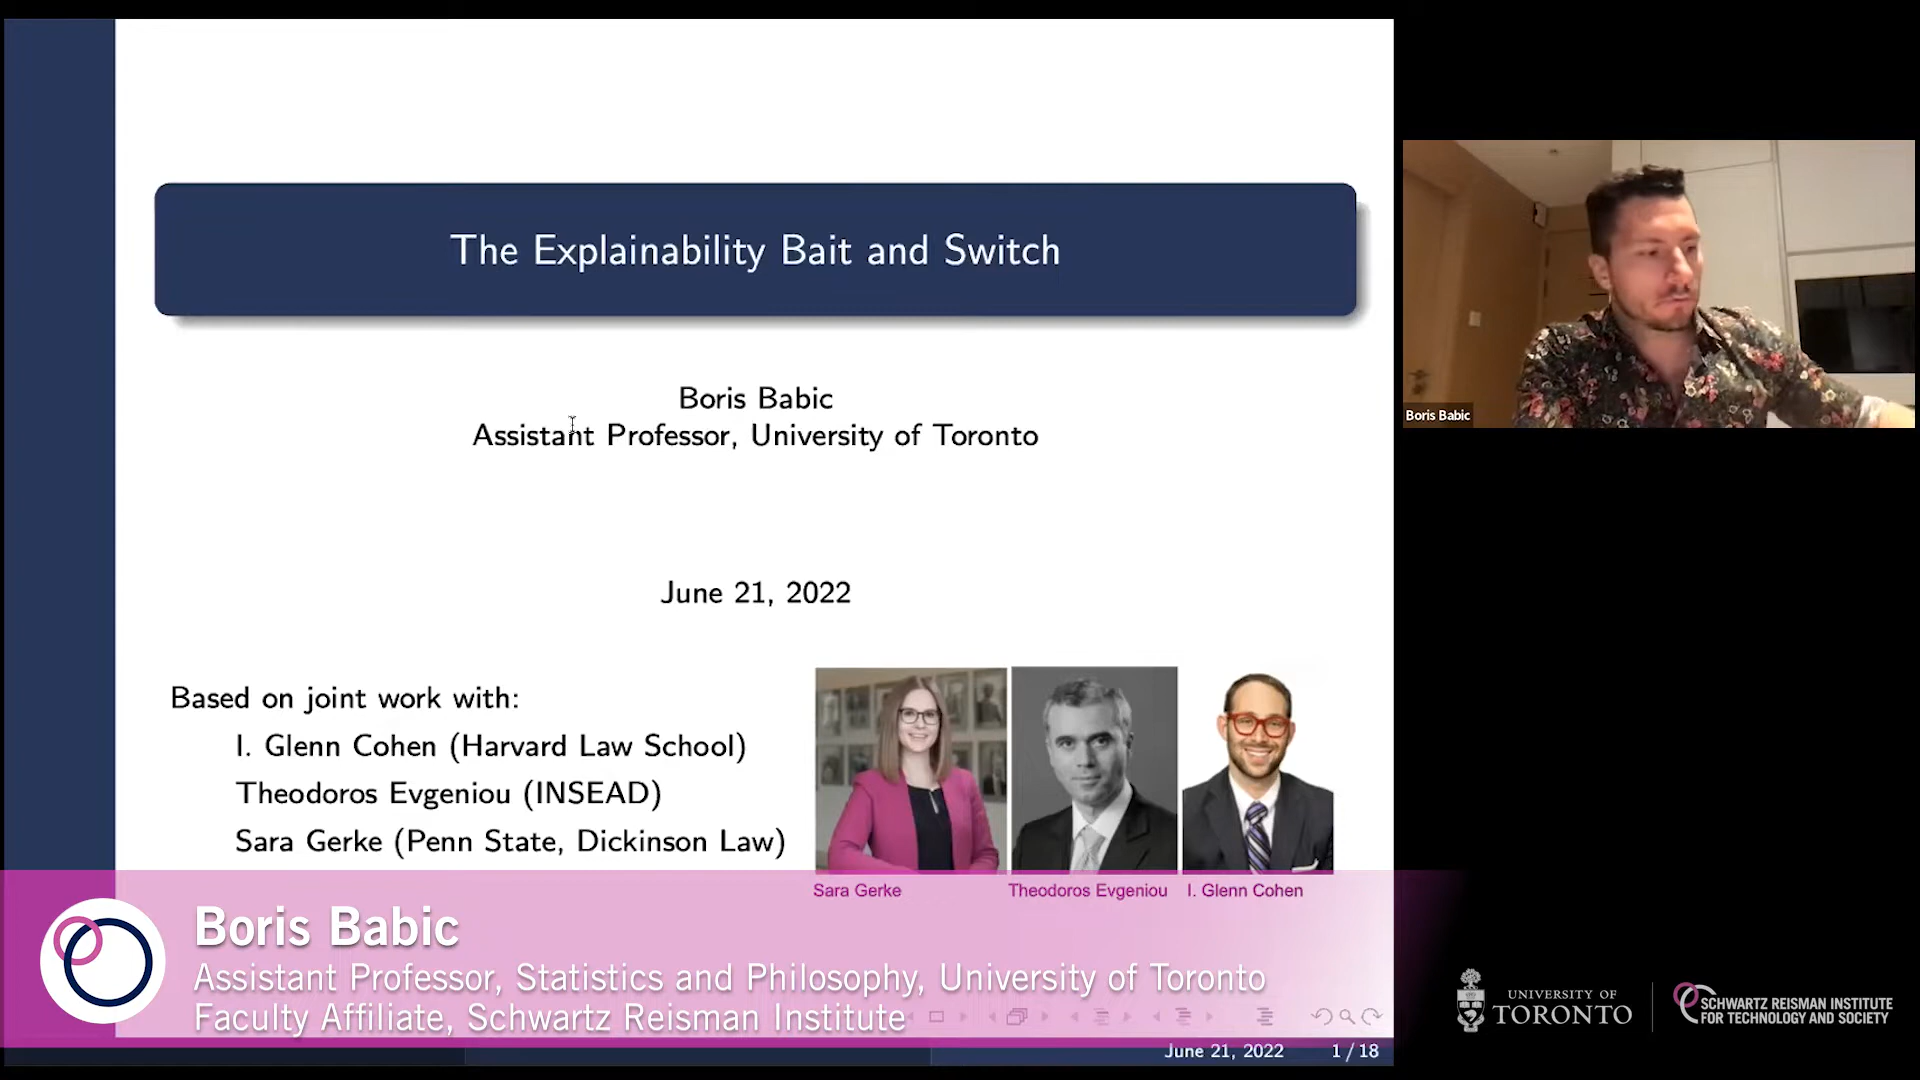 The Explainability Bait and Switch
Boris Babic
Assistant Professor, University of Toronto
June 21, 2022
Based on joint work with:
I. Glenn Cohen (Harvard Law School)
Theodoros Evgeniou (INSEAD)
Sara Gerke (Penn State, Dickinson Law)
Sara Gerke
Theodoros Evgeniou
I. Glenn Cohen
Boris Babic
Assistant Professor, Statistics and Philosophy, University of Toronto
Faculty Affiliate, Schwartz Reisman Institute
June 21, 2022
1 / 18
Boris Babic
UNIVERSITY OF
TORONTO
SCHWARTZ REISMAN INSTITUTE
FOR TECHNOLOGY AND SOCIETY